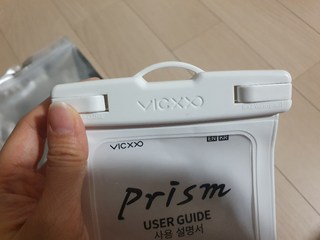 VICXXO
VICXXO
Prism
USER GUIDE
사용 설명서